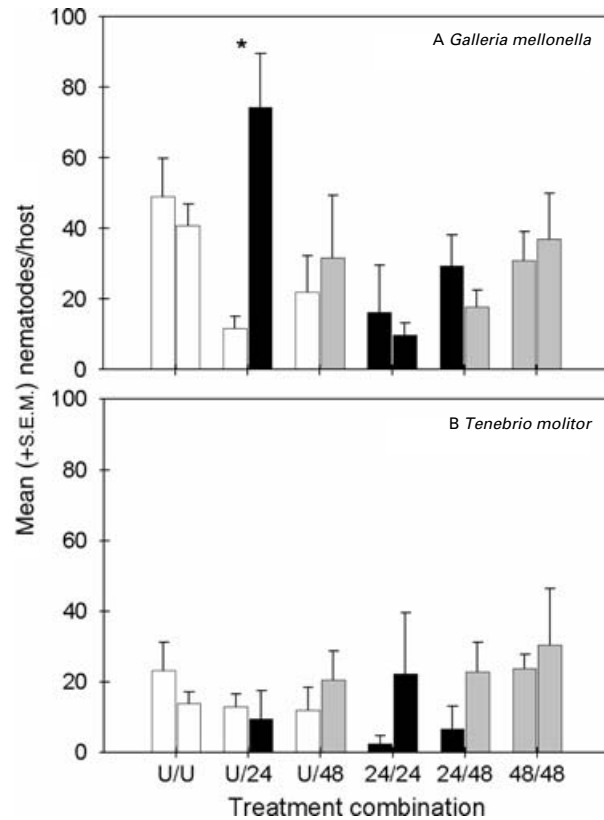 100
A Galleria mellonella
*
80
60
40
20
0
100
B Tenebrio molitor
80
60
40
20
0
Mean (+S.E.M.) nematodes/host
U/U U/24 U/48 24/24 24/48 48/48
Treatment combination